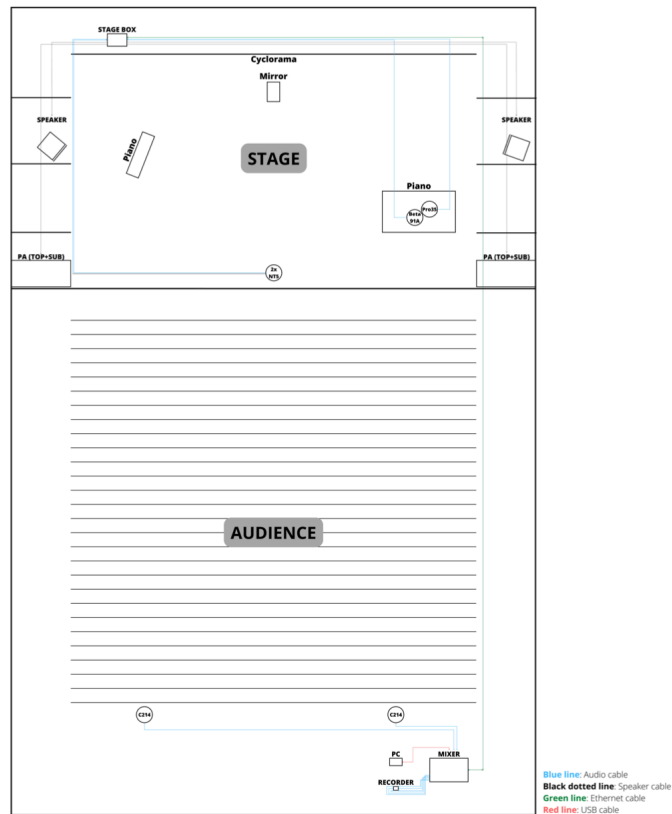 STAGE BOX
Cyclorama
Mirror
SPEAKER
SPEAKER
Piano
STAGE
Piano
Pro35
Beta
91A
PA (TOP+SUB)
PA (TOP+SUB)
2x
NT5
AUDIENCE
C214
C214
PC
MIXER
RECORDER
Blue line: Audio cable
Black dotted line: Speaker cable
Green line: Ethernet cable
Red line: USB cable